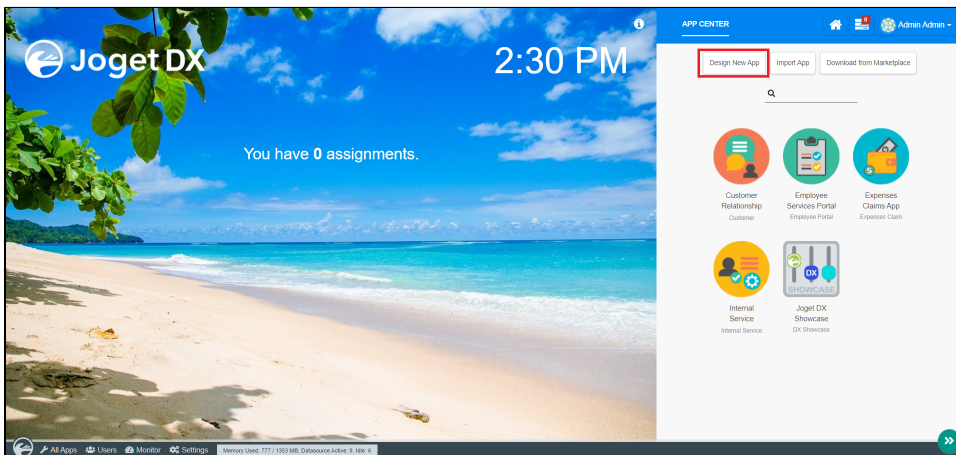 Joget DX
2:30 PM
You have 0 assignments.
APP CENTER
0
Admin Admin
Design New App
Import App
Download from Marketplace
Customer
Relationship
Customer
Employee
Services Portal
Employee Portal
Expenses
Claims App
Expenses Claim
Internal
Service
Internal Service
DX
SHOWCASE
Joget DX
Showcase
DX Showcase
All Apps
Users
Monitor
Settings
Memory Used: 777 / 1353 MB; Datasource Active: 0, Idle: 6